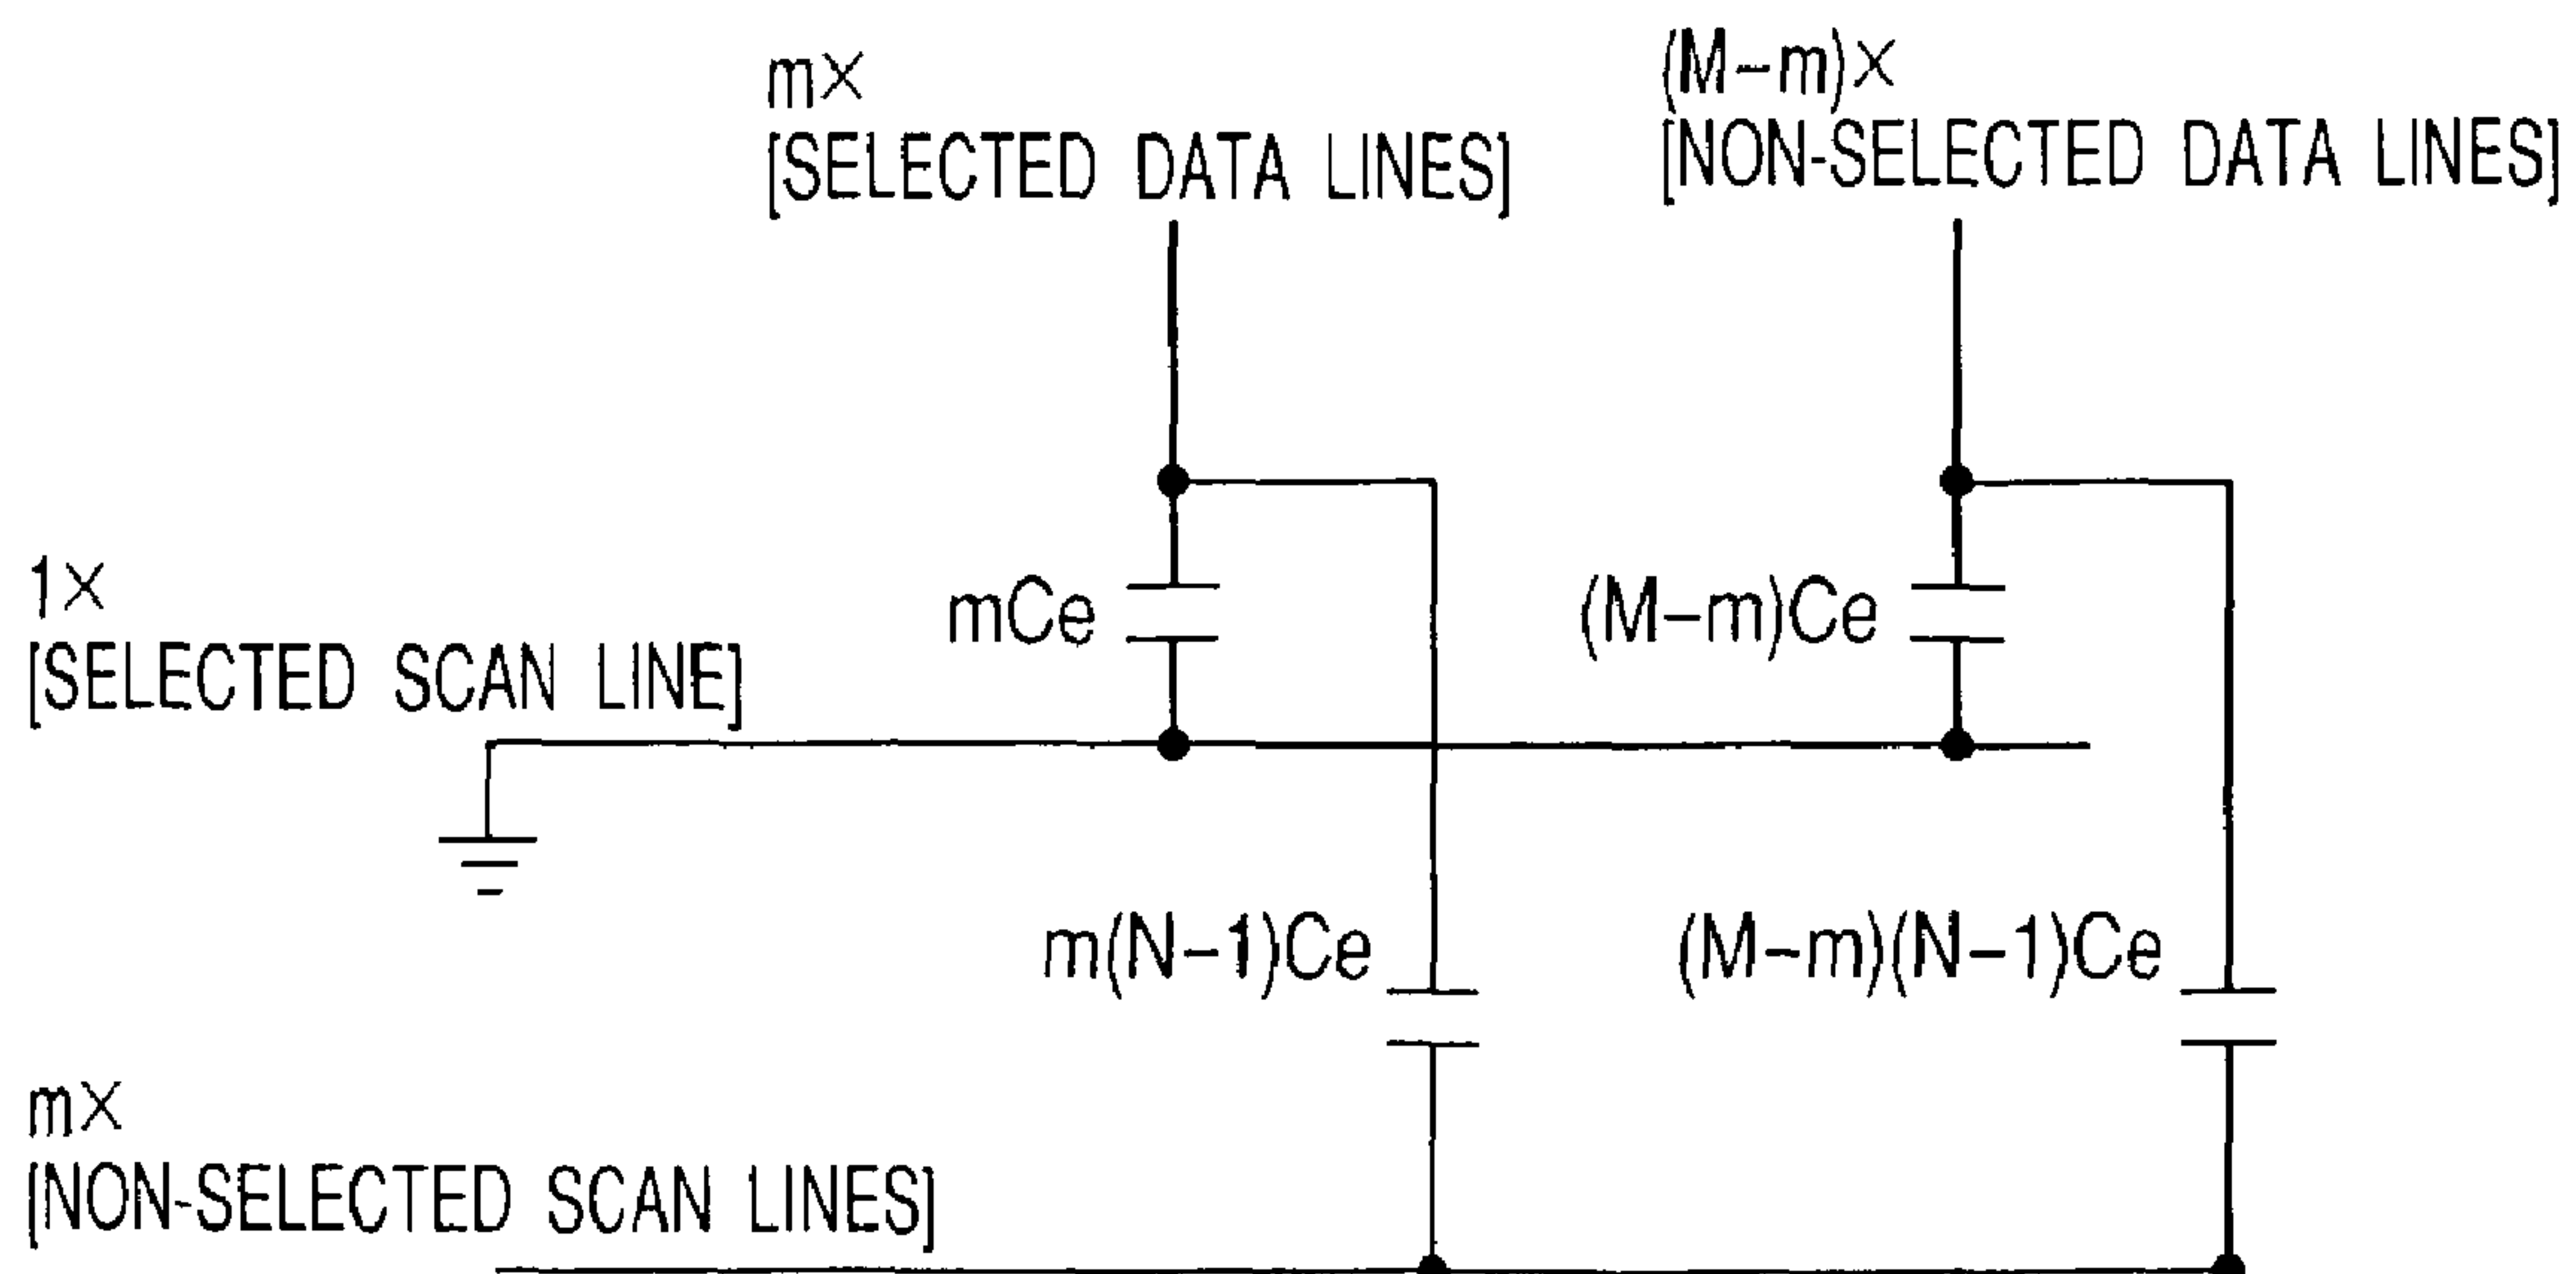 m×
[SELECTED DATA LINES]
(M-m)×
[NON-SELECTED DATA LINES]
1×
[SELECTED SCAN LINE]
mCe
(M-m)Ce
m(N-1)Ce
(M-m)(N-1)Ce
m×
[NON-SELECTED SCAN LINES]